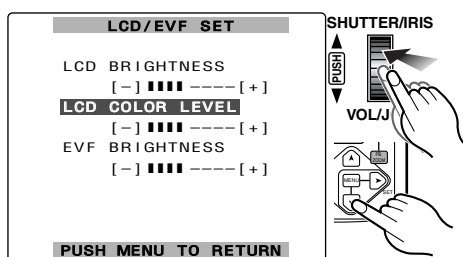 LCD/EVF SET
LCD BRIGHTNESS
[-] ▮▮▮▮ ----[+]
LCD COLOR LEVEL
[-] ▮▮▮▮ ----[+]
EVF BRIGHTNESS
[-] ▮▮▮▮ ----[+]
PUSH MENU TO RETURN
SHUTTER/IRIS
PUSH
VOL/J
ZOOM
MENU
SET